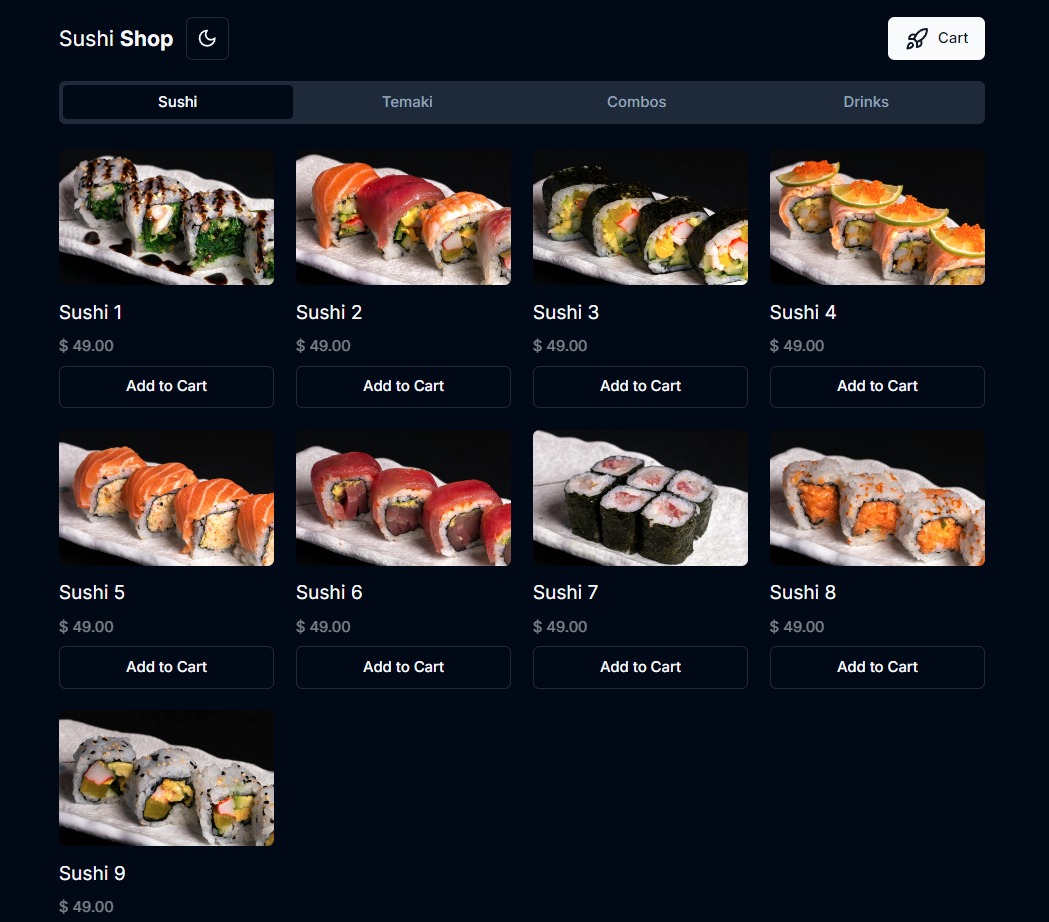 Sushi Shop
Cart
Sushi Temaki Combos Drinks
Sushi 1 Sushi 2 Sushi 3 Sushi 4
$ 49.00 $ 49.00 $ 49.00 $ 49.00
Add to Cart Add to Cart Add to Cart Add to Cart
Sushi 5 Sushi 6 Sushi 7 Sushi 8
$ 49.00 $ 49.00 $ 49.00 $ 49.00
Add to Cart Add to Cart Add to Cart Add to Cart
Sushi 9
$ 49.00